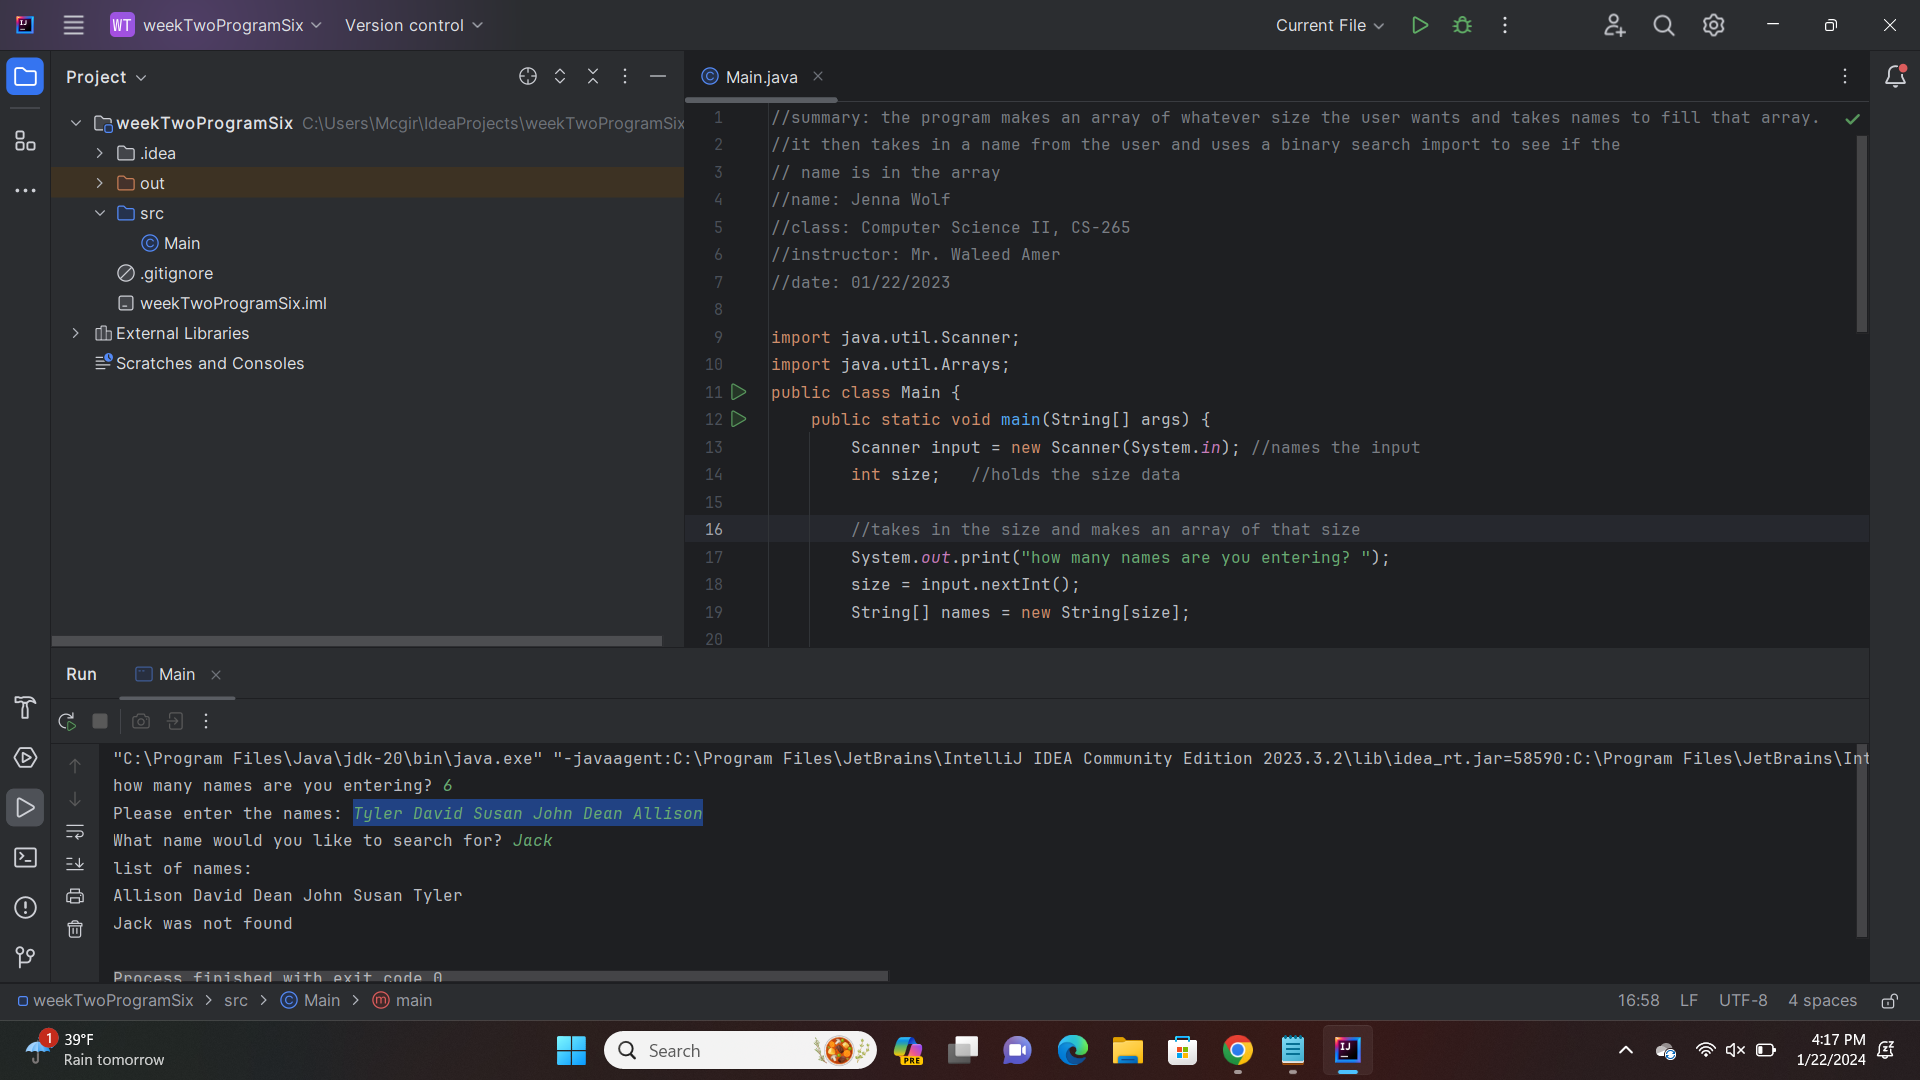 WT weekTwoProgramSix Version control Current File
Project
Main.java
weekTwoProgramSix C:\Users\Mcgir\IdeaProjects\weekTwoProgramSix
.idea
out
src
Main
.gitignore
weekTwoProgramSix.iml
External Libraries
Scratches and Consoles
1 //summary: the program makes an array of whatever size the user wants and takes names to fill that array.
2 //it then takes in a name from the user and uses a binary search import to see if the
3 // name is in the array
4 //name: Jenna Wolf
5 //class: Computer Science II, CS-265
6 //instructor: Mr. Waleed Amer
7 //date: 01/22/2023
8
9 import java.util.Scanner;
10 import java.util.Arrays;
11 public class Main {
12 public static void main(String[] args) {
13 Scanner input = new Scanner(System.in); //names the input
14 int size;   //holds the size data
15
16 //takes in the size and makes an array of that size
17 System.out.print("how many names are you entering? ");
18 size = input.nextInt();
19 String[] names = new String[size];
20
Run Main
"C:\Program Files\Java\jdk-20\bin\java.exe" "-javaagent:C:\Program Files\JetBrains\IntelliJ IDEA Community Edition 2023.3.2\lib\idea_rt.jar=58590:C:\Program Files\JetBrains\Int
how many names are you entering? 6
Please enter the names: Tyler David Susan John Dean Allison
What name would you like to search for? Jack
list of names:
Allison David Dean John Susan Tyler
Jack was not found
Process finished with exit code 0
weekTwoProgramSix > src > Main > main 16:58 LF UTF-8 4 spaces
1 39°F
Rain tomorrow
Search
PRE
4:17 PM
1/22/2024